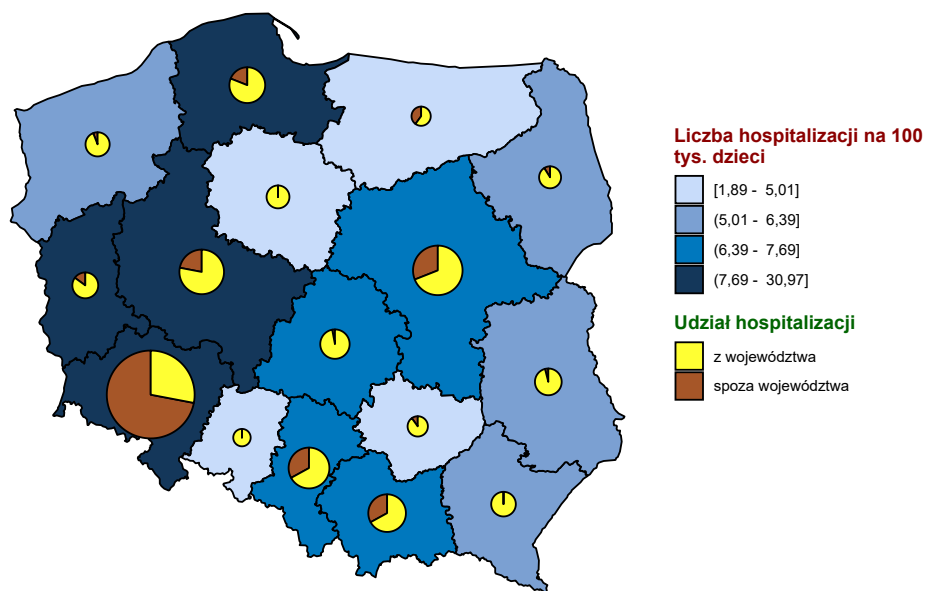 Liczba hospitalizacji na 100
tys. dzieci
[1,89 - 5,01]
(5,01 - 6,39]
(6,39 - 7,69]
(7,69 - 30,97]
Udział hospitalizacji
z województwa
spoza województwa